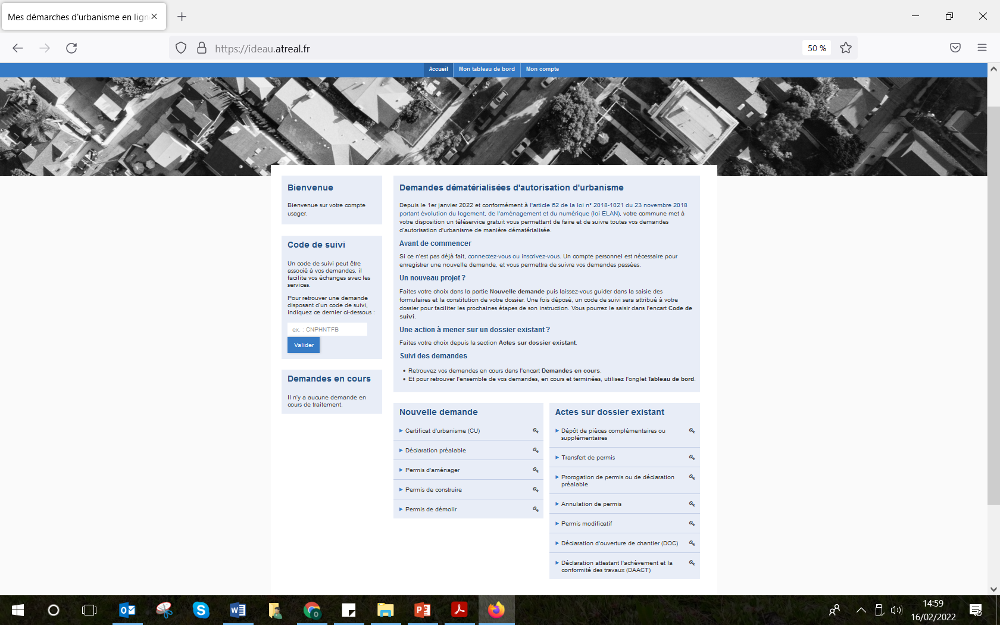 Mes démarches d'urbanisme en lign
https://ideau.atreal.fr
50 %
Accueil
Mon tableau de bord
Mon compte
Bienvenue
Bienvenue sur votre compte
usager.
Code de suivi
Un code de suivi peut être
associé à vos demandes, il
facilite vos échanges avec les
services.
Pour retrouver une demande
disposant d'un code de suivi,
indiquez ce dernier ci-dessous :
ex. : CNPHNTFB
Valider
Demandes en cours
Il n'y a aucune demande en
cours de traitement.
Demandes dématérialisées d'autorisation d'urbanisme
Depuis le 1er janvier 2022 et conformément à l'article 62 de la loi n° 2018-1021 du 23 novembre 2018
portant évolution du logement, de l'aménagement et du numérique (loi ELAN), votre commune met à
votre disposition un téléservice gratuit vous permettant de faire et de suivre toutes vos demandes
d'autorisation d'urbanisme de manière dématérialisée.
Avant de commencer
Si ce n'est pas déjà fait, connectez-vous ou inscrivez-vous. Un compte personnel est nécessaire pour
enregistrer une nouvelle demande, et vous permettra de suivre vos demandes passées.
Un nouveau projet ?
Faites votre choix dans la partie Nouvelle demande puis laissez-vous guider dans la saisie des
formulaires et la constitution de votre dossier. Une fois déposé, un code de suivi sera attribué à votre
dossier pour faciliter les prochaines étapes de son instruction. Vous pourrez le saisir dans l'encart Code de
suivi.
Une action à mener sur un dossier existant ?
Faites votre choix depuis la section Actes sur dossier existant.
Suivi des demandes
• Retrouvez vos demandes en cours dans l'encart Demandes en cours.
• Et pour retrouver l'ensemble de vos demandes, en cours et terminées, utilisez l'onglet Tableau de bord.
Nouvelle demande
Certificat d'urbanisme (CU)
Déclaration préalable
Permis d'aménager
Permis de construire
Permis de démolir
Actes sur dossier existant
Dépôt de pièces complémentaires ou
supplémentaires
Transfert de permis
Prorogation de permis ou de déclaration
préalable
Annulation de permis
Permis modificatif
Déclaration d'ouverture de chantier (DOC)
Déclaration attestant l'achèvement et la
conformité des travaux (DAACT)
14:59
16/02/2022